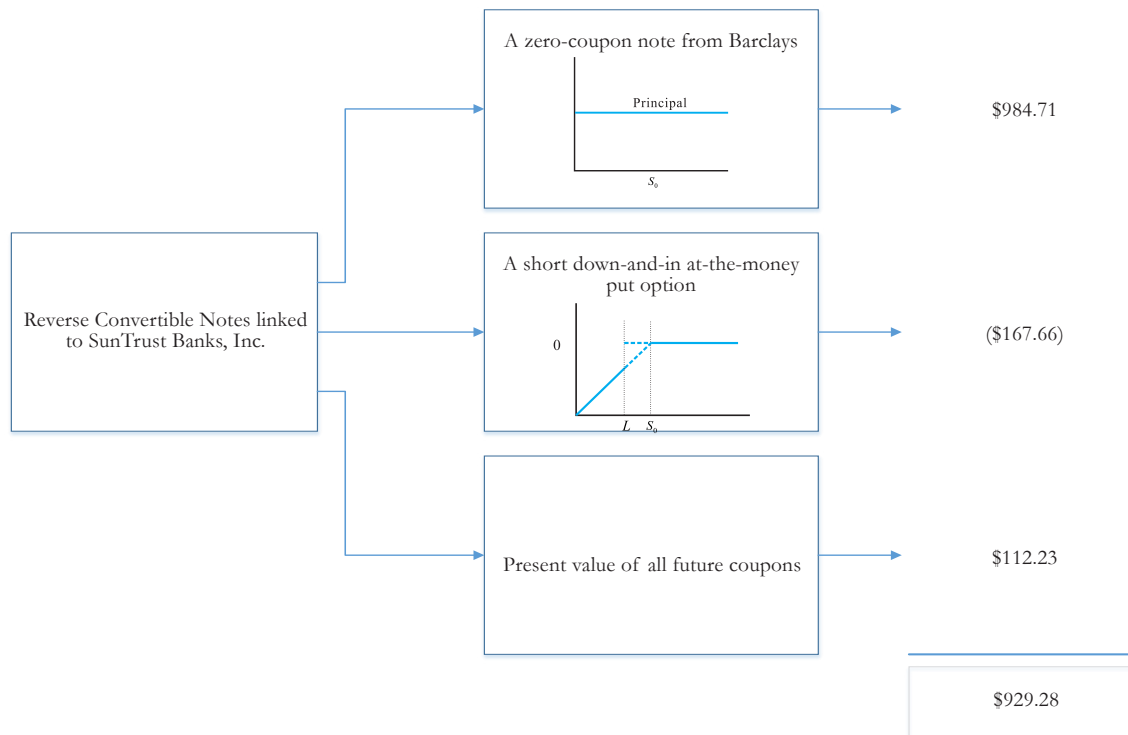 A zero-coupon note from Barclays
Principal
S₀
$984.71
Reverse Convertible Notes linked
to SunTrust Banks, Inc.
A short down-and-in at-the-money
put option
0
L S₀
($167.66)
Present value of all future coupons
$112.23
$929.28